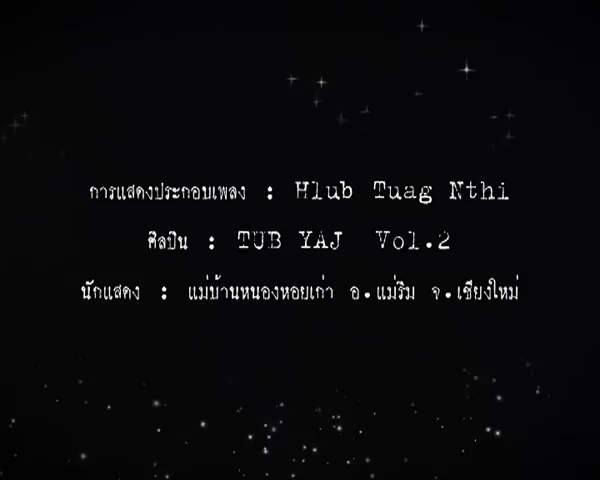 การแสดงประกอบเพลง : Hlub Tuag Nthi
ศิลปิน : TUB YAJ Vol.2
นักแสดง : แม่บ้านหนองหอยเก่า อ.แม่ริม จ.เชียงใหม่